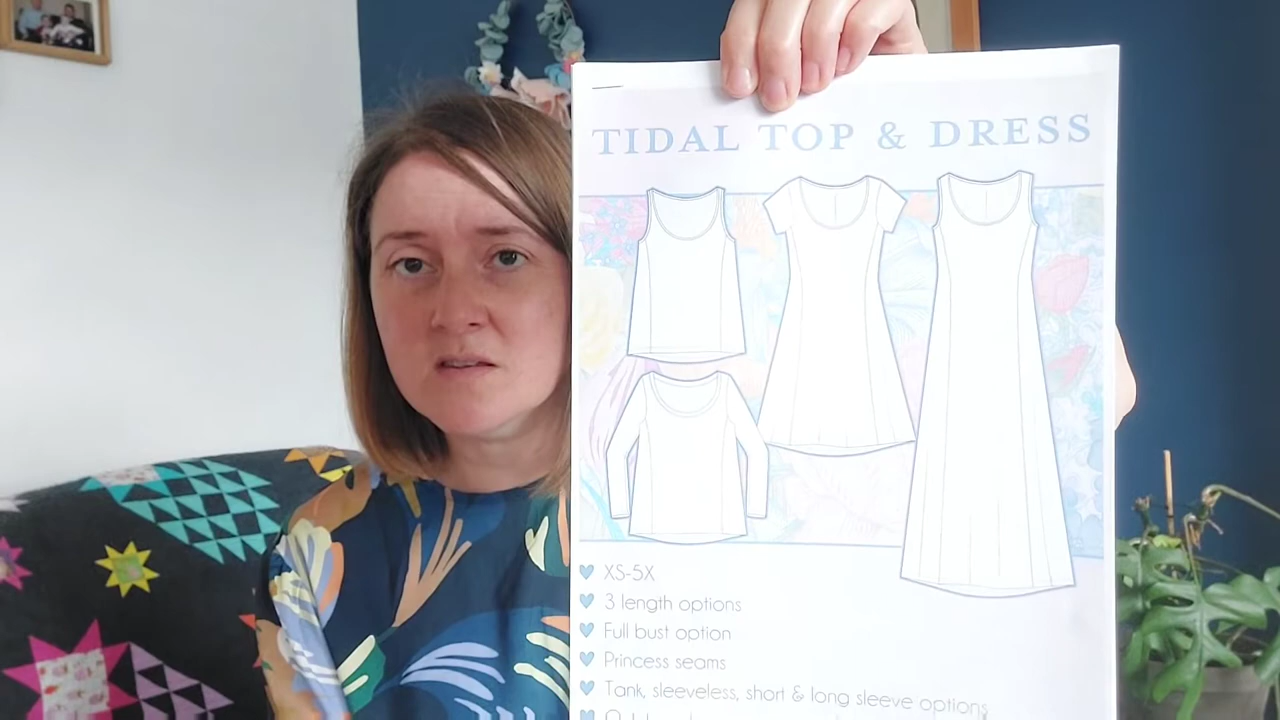 TIDAL TOP & DRESS
XS-5X
3 length options
Full bust option
Princess seams
Tank, sleeveless, short & long sleeve options